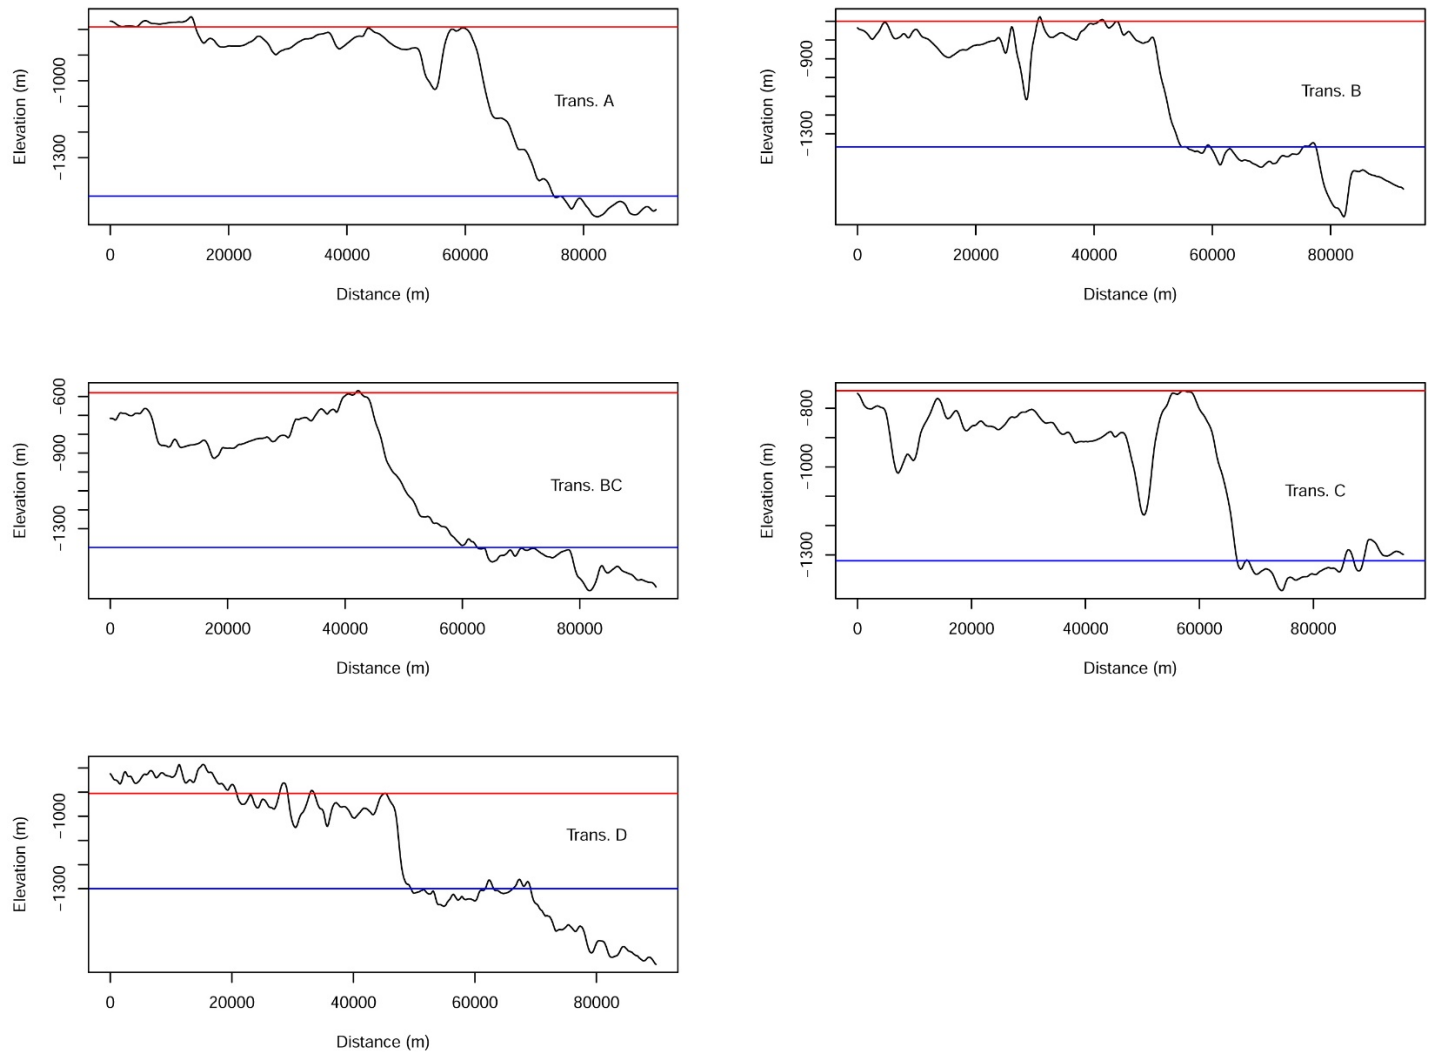 Elevation (m)
−1000
−1300
Trans. A
0 20000 40000 60000 80000
Distance (m)
Elevation (m)
−900
−1300
Trans. B
0 20000 40000 60000 80000
Distance (m)
Elevation (m)
−600
−900
−1300
Trans. BC
0 20000 40000 60000 80000
Distance (m)
Elevation (m)
−800
−1000
−1300
Trans. C
0 20000 40000 60000 80000
Distance (m)
Elevation (m)
−1000
−1300
Trans. D
0 20000 40000 60000 80000
Distance (m)